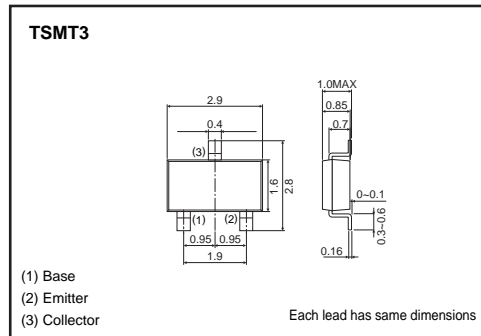 TSMT3
1.0MAX
2.9
0.85
0.4
0.7
(3)
1.6
2.8
0~0.1
(1)
(2)
0.3~0.6
0.95
0.95
0.16
1.9
(1) Base
(2) Emitter
(3) Collector
Each lead has same dimensions